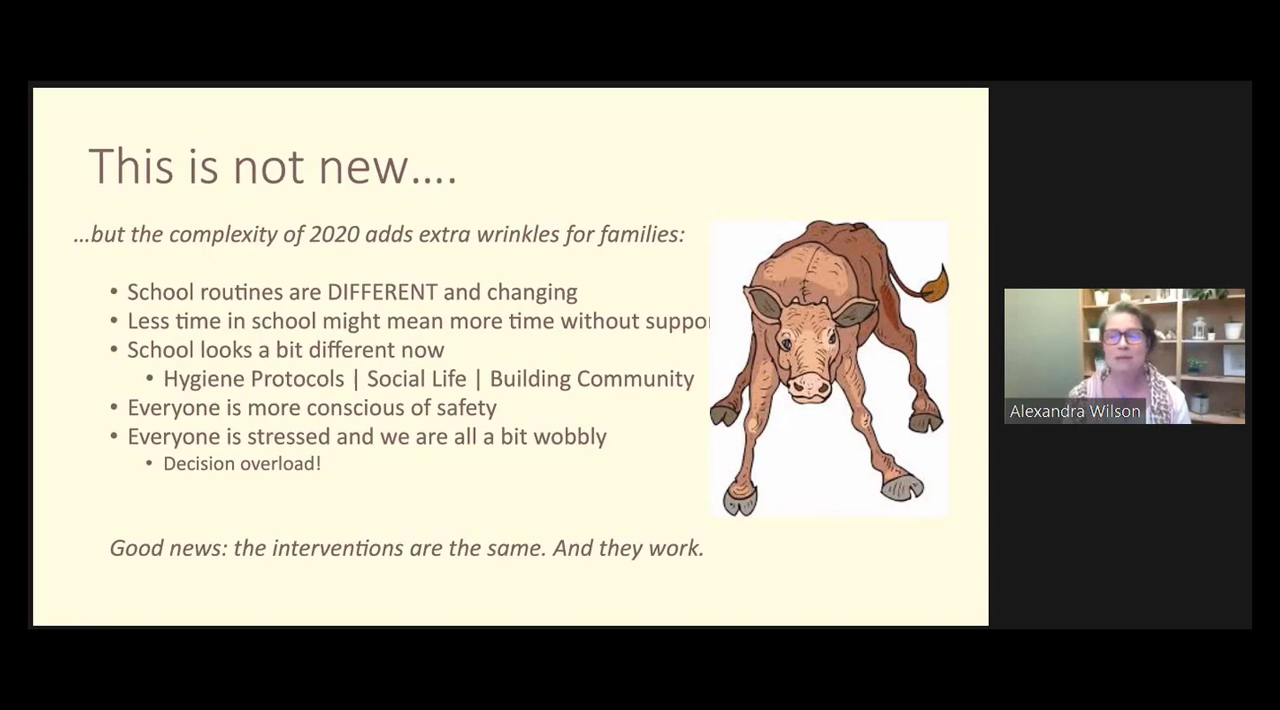 This is not new....
...but the complexity of 2020 adds extra wrinkles for families:
• School routines are DIFFERENT and changing
• Less time in school might mean more time without suppor
• School looks a bit different now
• Hygiene Protocols | Social Life | Building Community
• Everyone is more conscious of safety
• Everyone is stressed and we are all a bit wobbly
• Decision overload!
Good news: the interventions are the same. And they work.
Alexandra Wilson